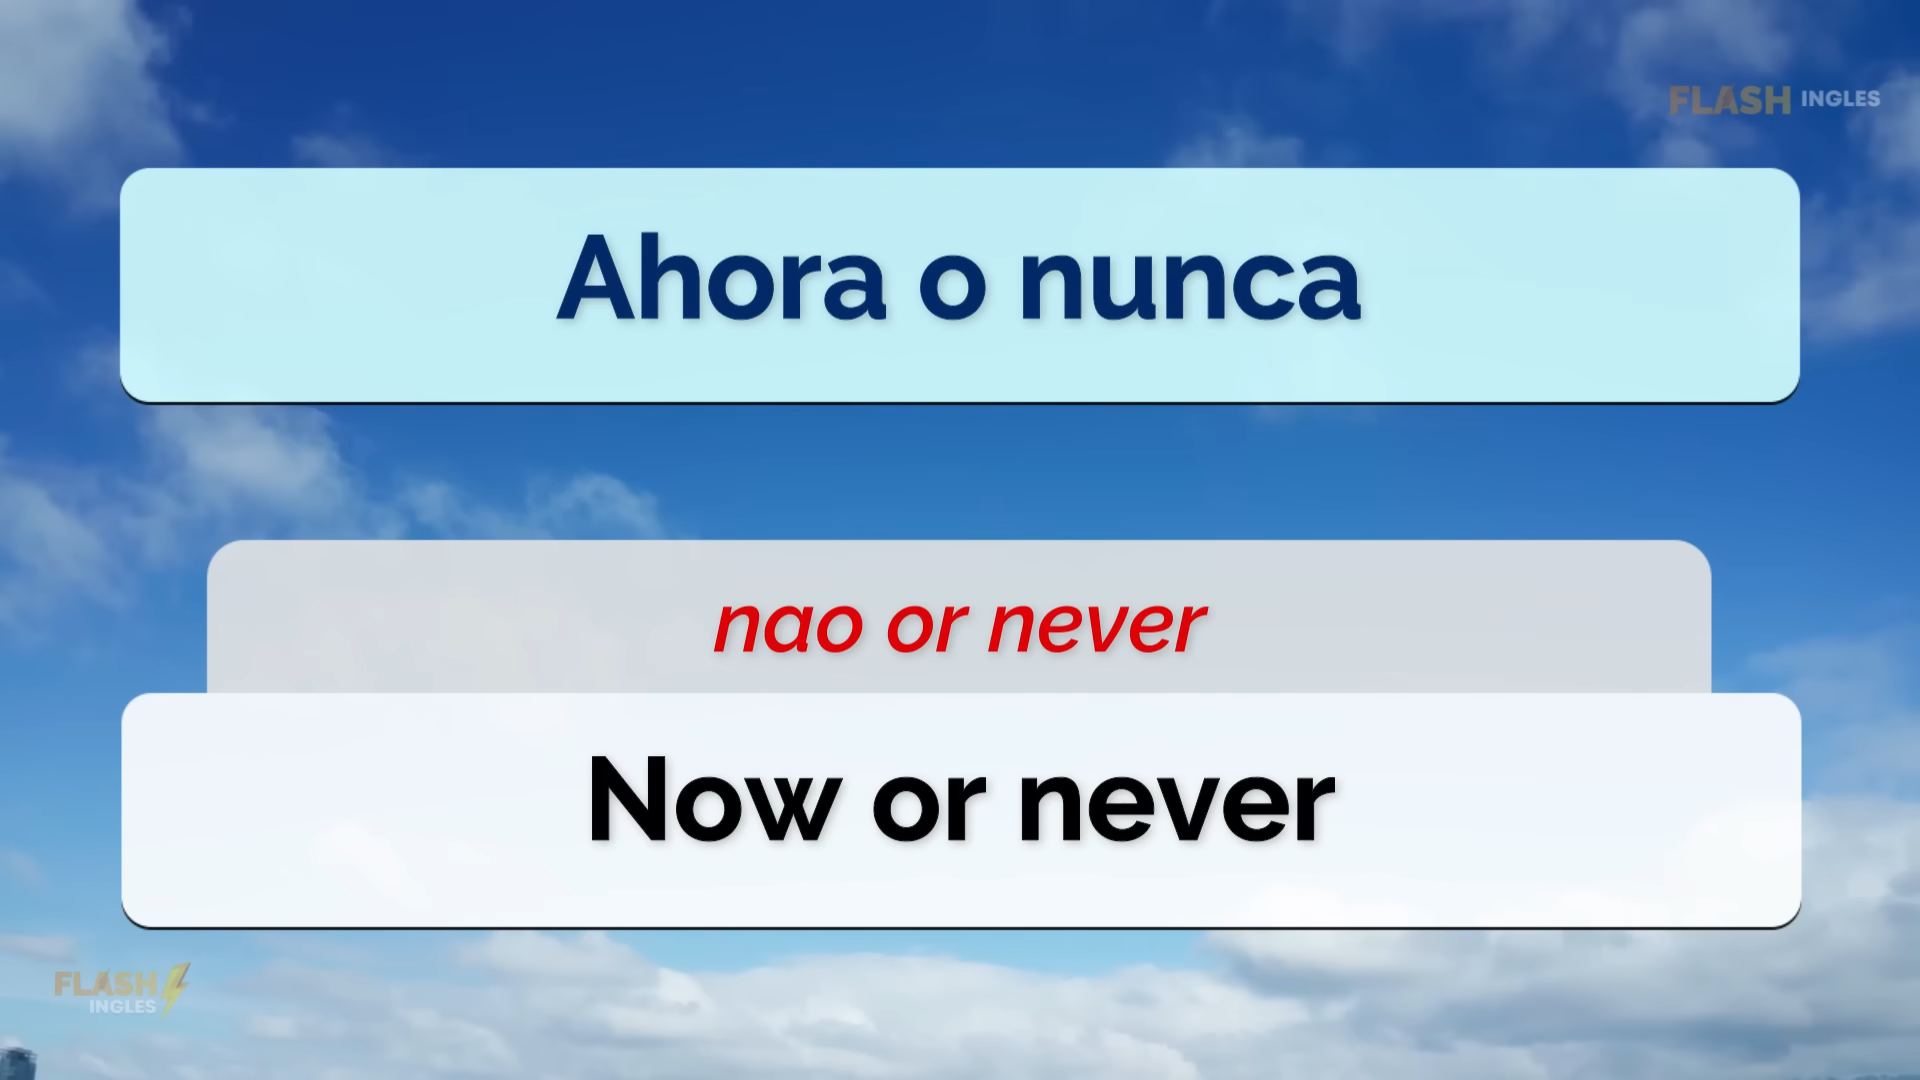 FLASH INGLES
Ahora o nunca
nao or never
Now or never
FLASH
INGLES